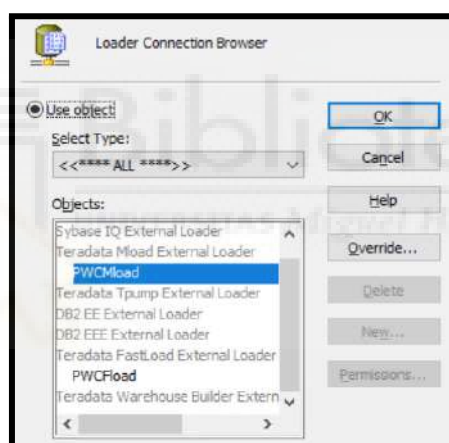 Loader Connection Browser
Use object
Select Type:
<<**** ALL ****>>
Objects:
Sybase IQ External Loader
Teradata Mload External Loader
PWCMload
Teradata Tpump External Loader
DB2 EE External Loader
DB2 EEE External Loader
Teradata FastLoad External Loader
PWCFload
Teradata Warehouse Builder Extern
OK
Cancel
Help
Override...
Delete
New...
Permissions...